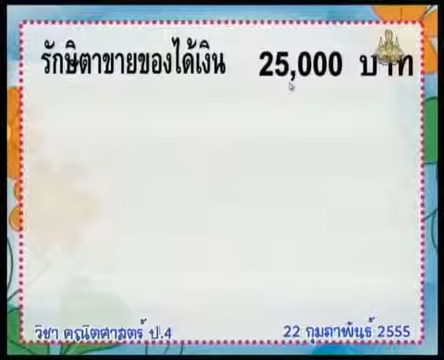 รักษิตาขายของได้เงิน 25,000 บาท
วิชา คณิตศาสตร์ ป.4 22 กุมภาพันธ์ 2555